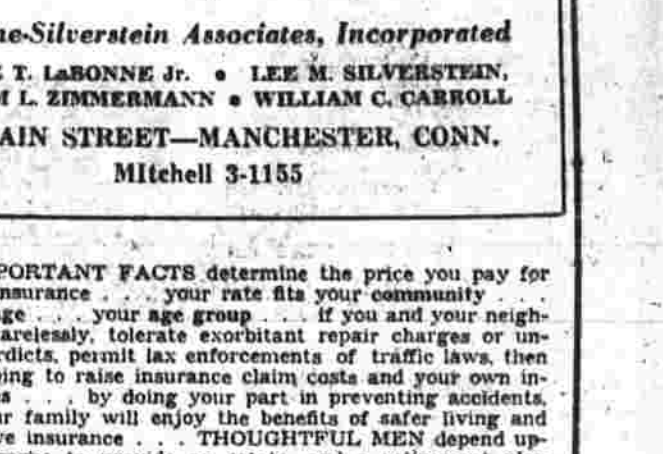 ne-Silverstein Associates, Incorporated
T. LaBONNE Jr. • LEE M. SILVERSTEIN,
M L. ZIMMERMANN • WILLIAM C. CARROLL
AIN STREET—MANCHESTER, CONN.
MItchell 3-1155
PORTANT FACTS determine the price you pay for
nsurance . . . your rate fits your community . . .
ge . . . your age group . . . if you and your neigh-
arelessly, tolerate exorbitant repair charges or un-
rdicts, permit lax enforcements of traffic laws, then
ing to raise insurance claim costs and your own in-
s . . . by doing your part in preventing accidents,
ur family will enjoy the benefits of safer living and
ve insurance . . . THOUGHTFUL MEN depend up-